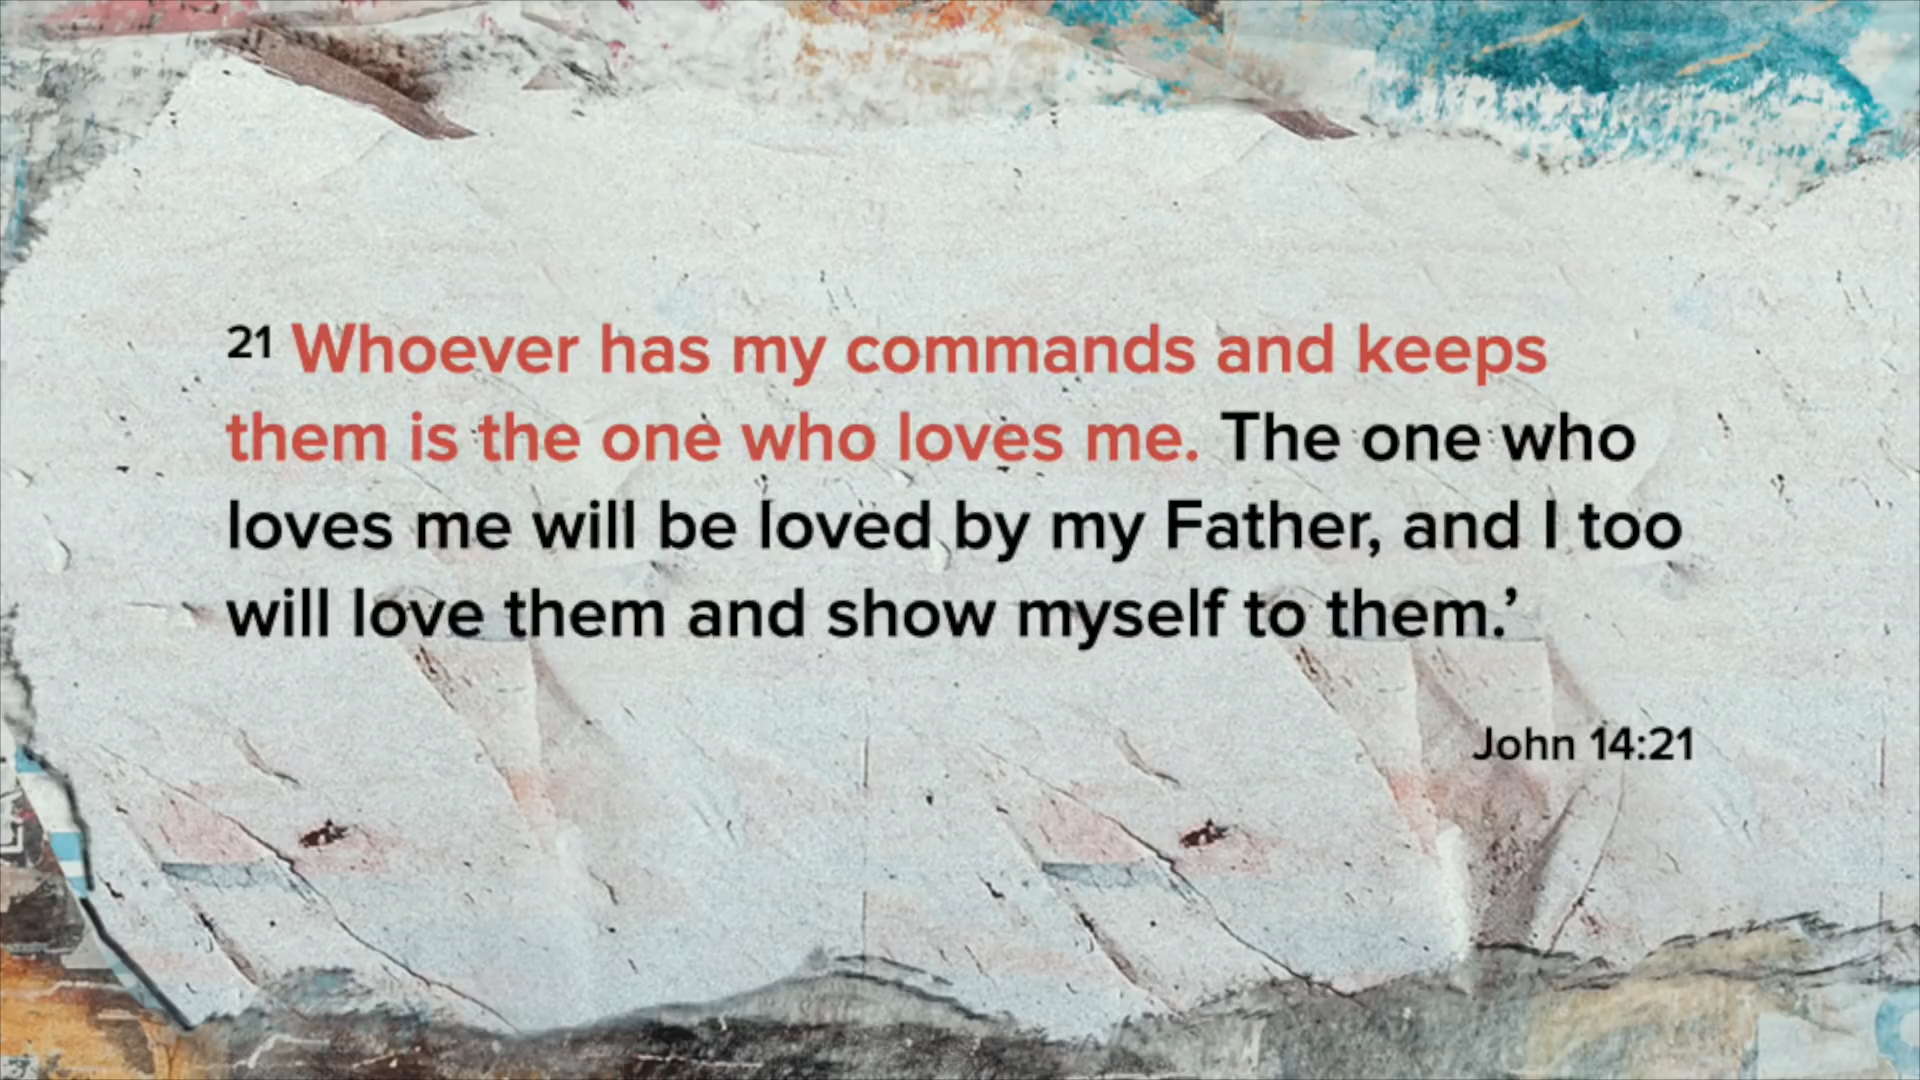 21 Whoever has my commands and keeps
them is the one who loves me. The one who
loves me will be loved by my Father, and I too
will love them and show myself to them.’
John 14:21